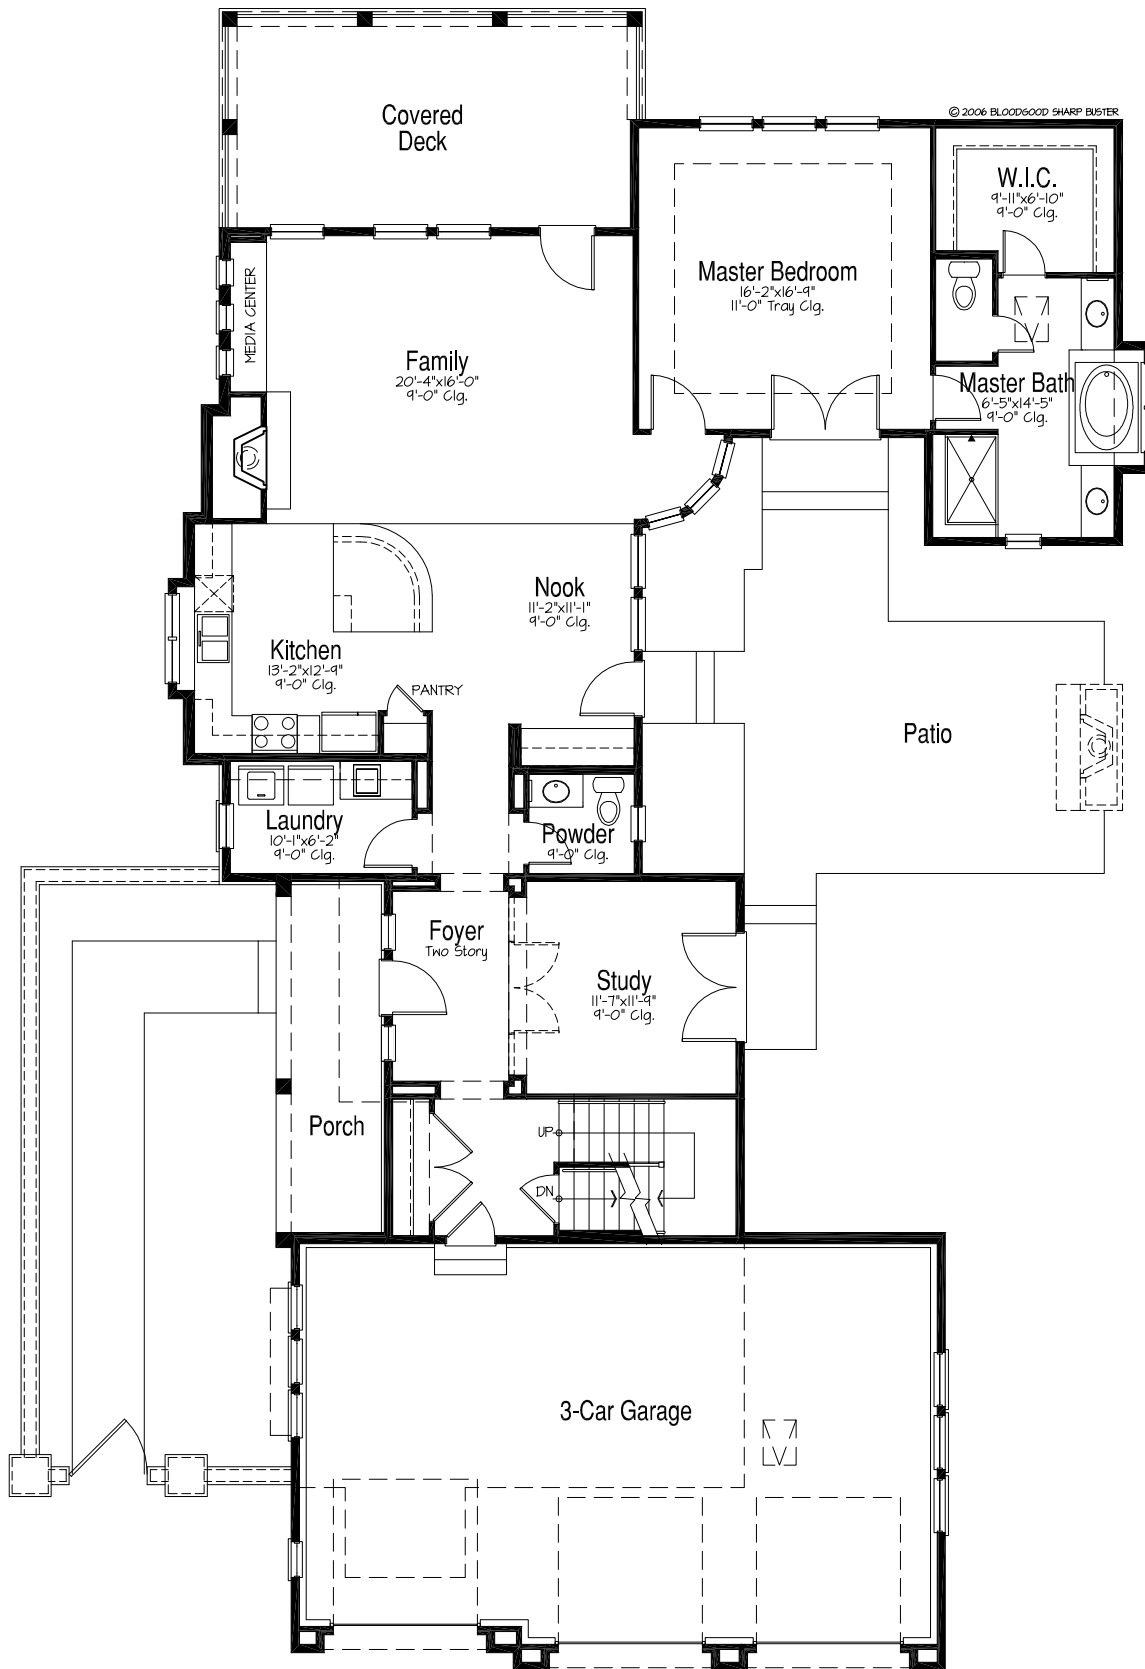 © 2006 BLOODGOOD SHARP BUSTER
Covered
Deck
W.I.C.
9'-11"x6'-10"
9'-0" Clg.
Master Bedroom
16'-2"x16'-9"
11'-0" Tray Clg.
MEDIA CENTER
Family
20'-4"x16'-0"
9'-0" Clg.
Master Bath
6'-5"x14'-5"
9'-0" Clg.
Nook
11'-2"x11'-1"
9'-0" Clg.
Kitchen
13'-2"x12'-9"
9'-0" Clg.
PANTRY
Patio
Laundry
10'-1"x6'-2"
9'-0" Clg.
Powder
9'-0" Clg.
Foyer
Two Story
Study
11'-7"x11'-9"
9'-0" Clg.
Porch
UP
DN
3-Car Garage